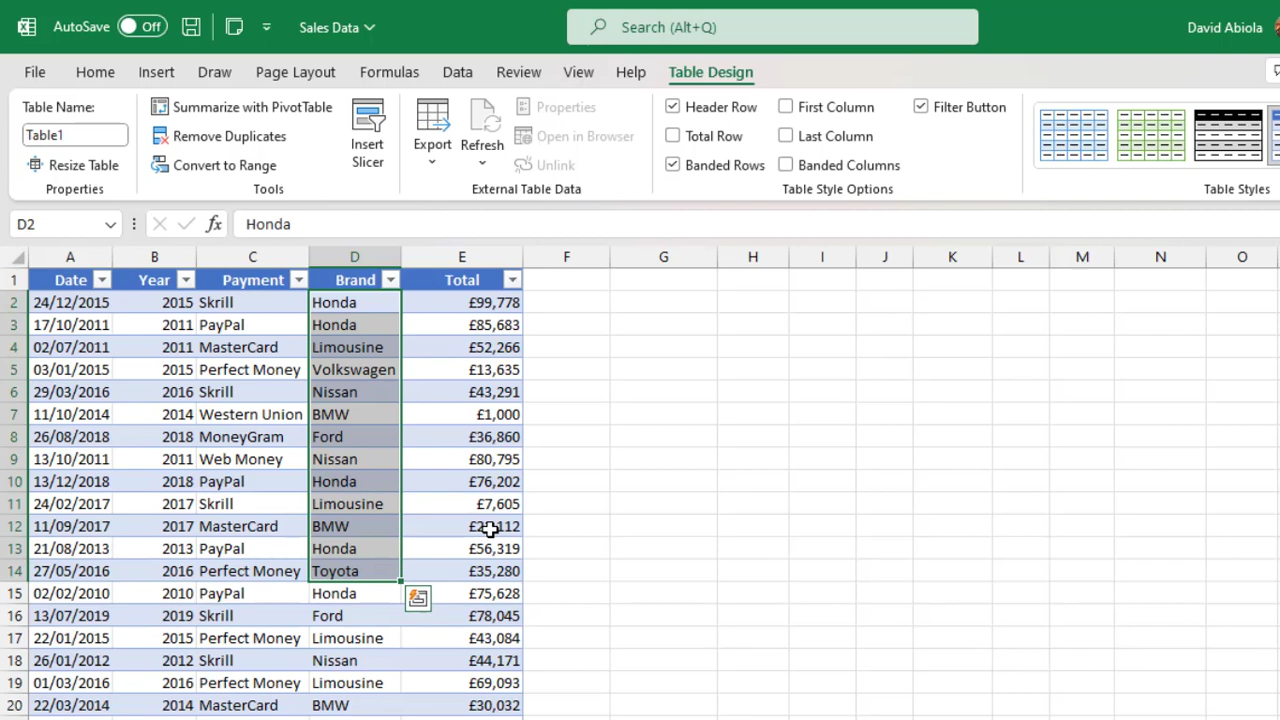 AutoSave Off Sales Data Search (Alt+Q) David Abiola
File Home Insert Draw Page Layout Formulas Data Review View Help Table Design
Table Name:
Table1
Resize Table
Properties
Summarize with PivotTable
Remove Duplicates
Convert to Range
Insert
Slicer
Tools
Export
Refresh
Properties
Open in Browser
Unlink
External Table Data
Header Row First Column Filter Button
Total Row Last Column
Banded Rows Banded Columns
Table Style Options
Table Styles
D2 fx Honda
A B C D E F G H I J K L M N O
1 Date Year Payment Brand Total
2 24/12/2015 2015 Skrill Honda £99,778
3 17/10/2011 2011 PayPal Honda £85,683
4 02/07/2011 2011 MasterCard Limousine £52,266
5 03/01/2015 2015 Perfect Money Volkswagen £13,635
6 29/03/2016 2016 Skrill Nissan £43,291
7 11/10/2014 2014 Western Union BMW £1,000
8 26/08/2018 2018 MoneyGram Ford £36,860
9 13/10/2011 2011 Web Money Nissan £80,795
10 13/12/2018 2018 PayPal Honda £76,202
11 24/02/2017 2017 Skrill Limousine £7,605
12 11/09/2017 2017 MasterCard BMW
13 21/08/2013 2013 PayPal Honda £56,319
14 27/05/2016 2016 Perfect Money Toyota £35,280
15 02/02/2010 2010 PayPal Honda £75,628
16 13/07/2019 2019 Skrill Ford £78,045
17 22/01/2015 2015 Perfect Money Limousine £43,084
18 26/01/2012 2012 Skrill Nissan £44,171
19 01/03/2016 2016 Perfect Money Limousine £69,093
20 22/03/2014 2014 MasterCard BMW £30,032